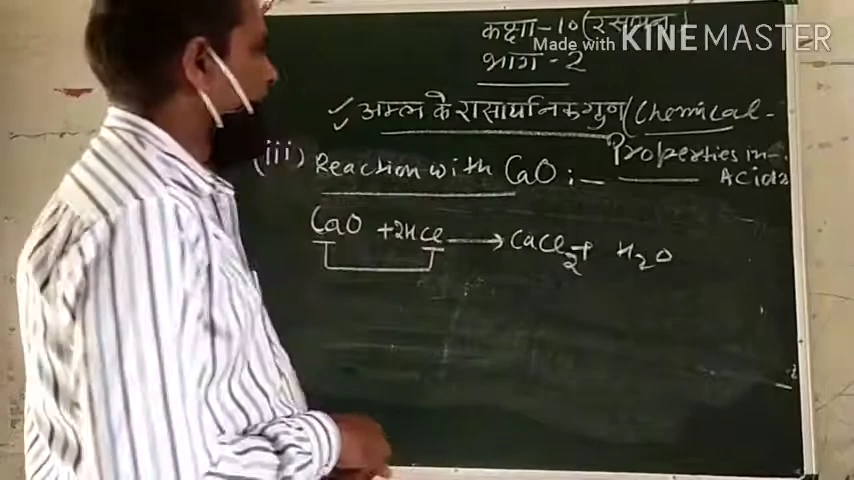 कक्षा-10 (रसायन)
Made with KINEMASTER
भाग-2
✓ अम्ल के रासायनिक गुण (Chemical-
Properties in-
Acids
(iii) Reaction with CaO :-
CaO + 2HCl → CaCl2 + H2O